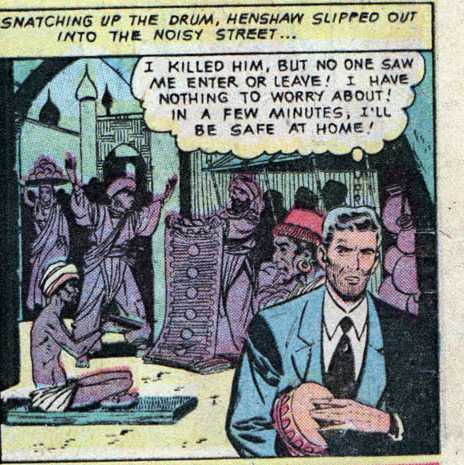 SNATCHING UP THE DRUM, HENSHAW SLIPPED OUT
INTO THE NOISY STREET...
I KILLED HIM, BUT NO ONE SAW
ME ENTER OR LEAVE! I HAVE
NOTHING TO WORRY ABOUT!
IN A FEW MINUTES, I'LL
BE SAFE AT HOME!